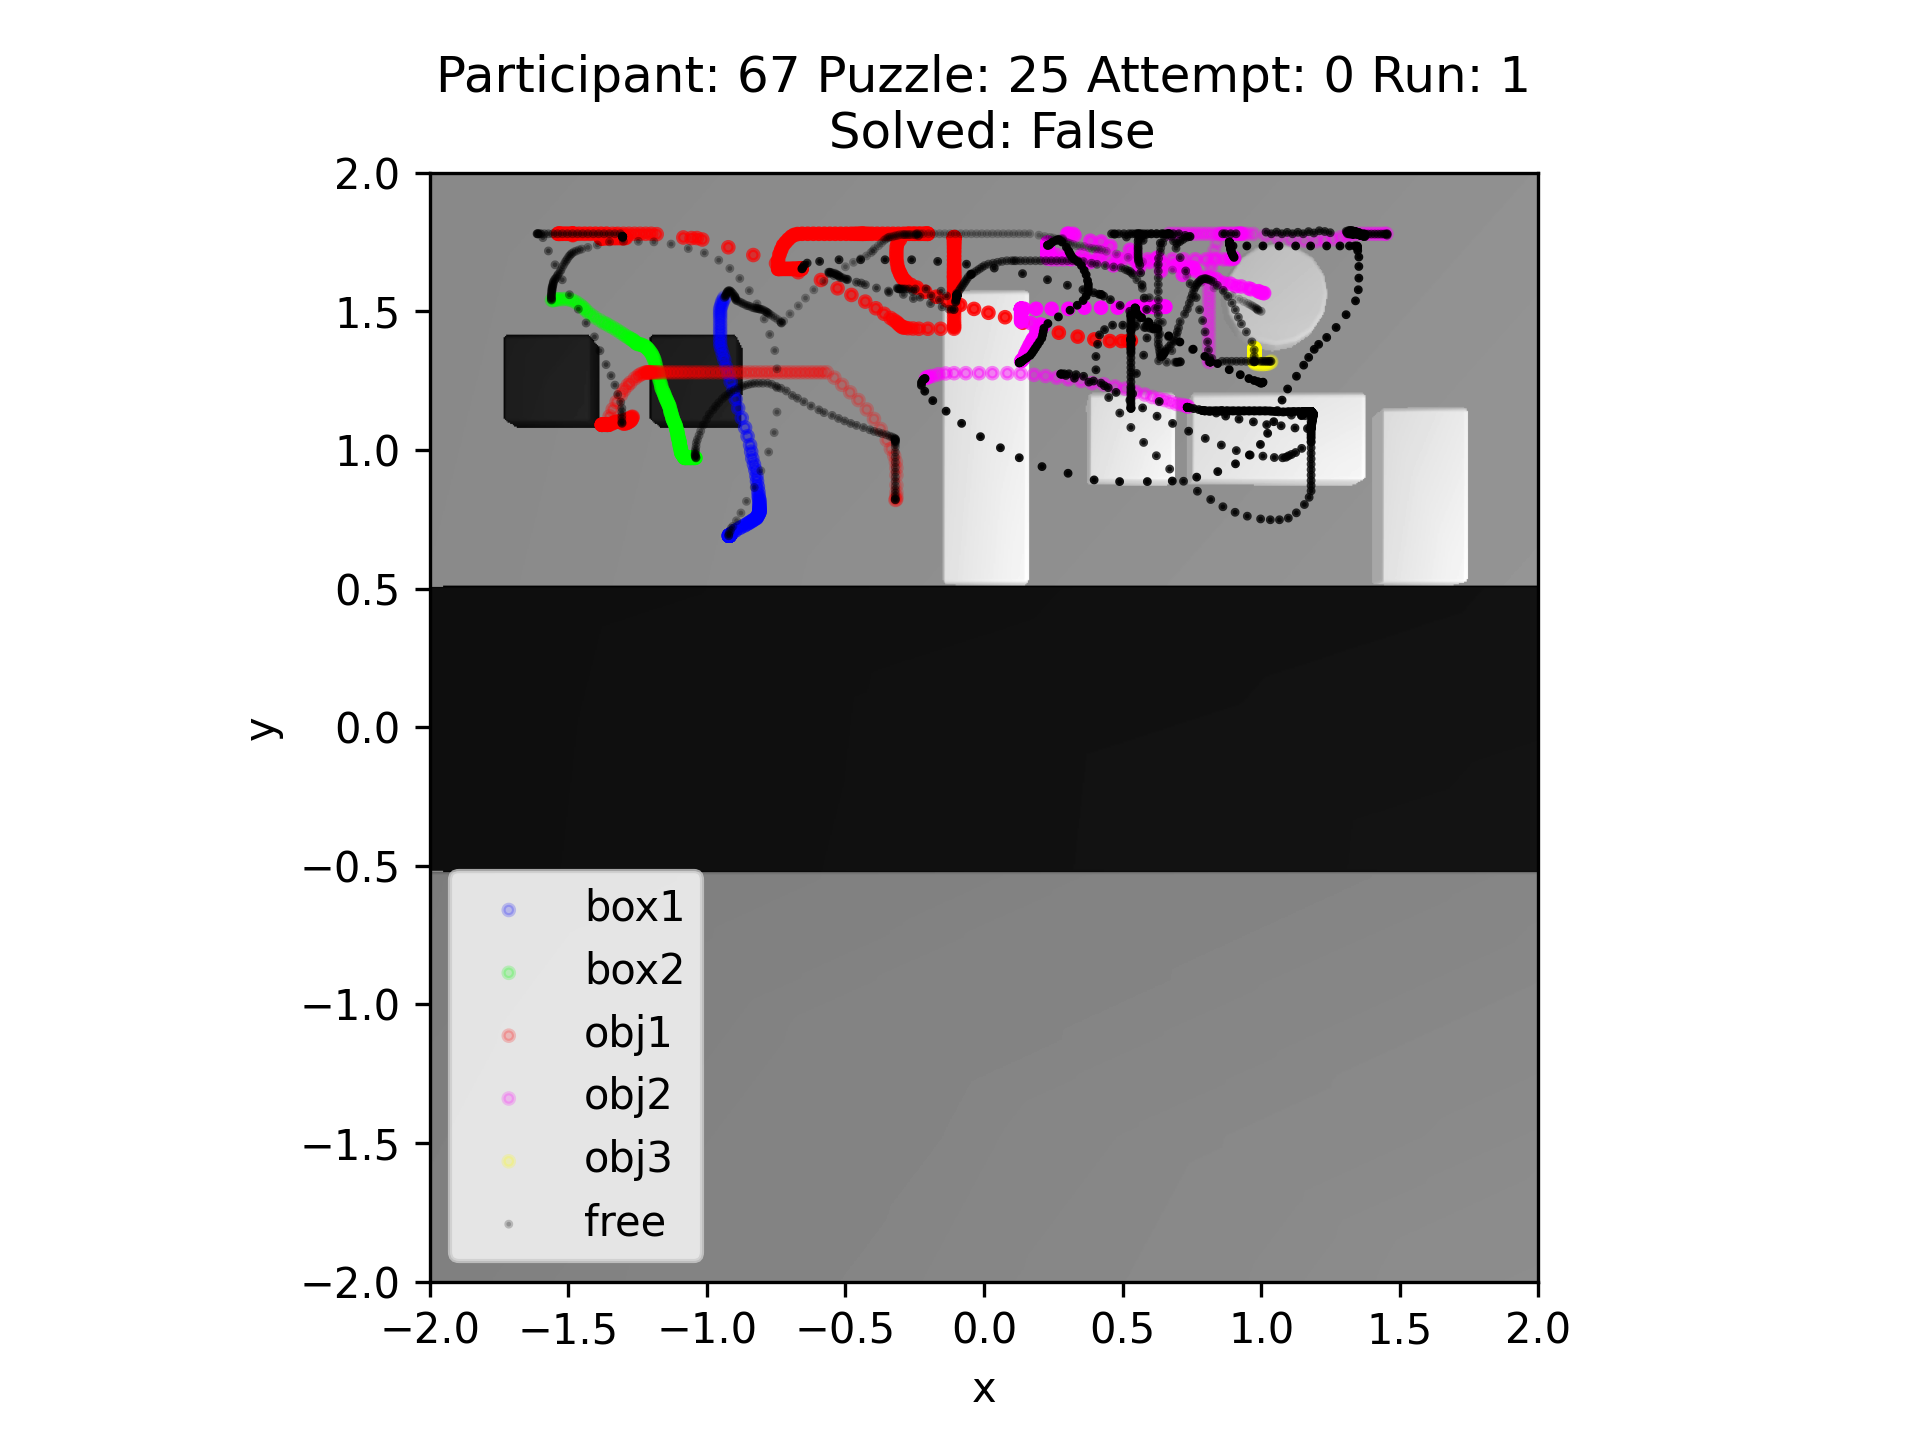 Participant: 67 Puzzle: 25 Attempt: 0 Run: 1
Solved: False
2.0
1.5
1.0
0.5
0.0
−0.5
−1.0
−1.5
−2.0
y
box1
box2
obj1
obj2
obj3
free
−2.0 −1.5 −1.0 −0.5 0.0 0.5 1.0 1.5 2.0
x